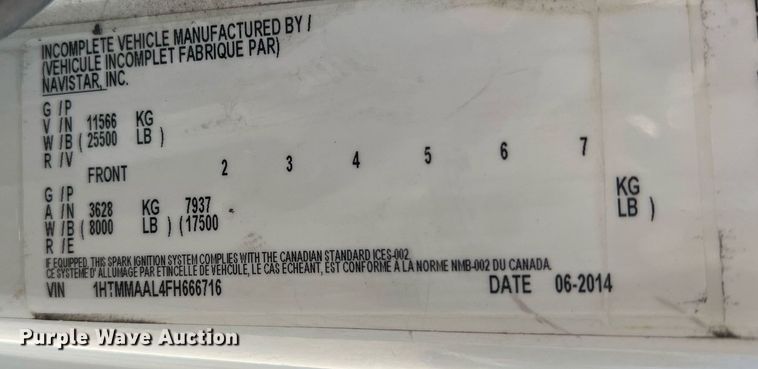 INCOMPLETE VEHICLE MANUFACTURED BY /
(VEHICULE INCOMPLET FABRIQUE PAR)
NAVISTAR, INC.
G /P
V /N 11566 KG
W /B ( 25500 LB )
R /V
FRONT 2 3 4 5 6 7
G /P
A /N 3628 KG 7937 KG
W /B ( 8000 LB ) (17500 LB )
R /E
IF EQUIPPED, THIS SPARK IGNITION SYSTEM COMPLIES WITH THE CANADIAN STANDARD ICES-002
CE SYSTEME D'ALLUMAGE PAR ETINCELLE DE VEHICULE, LE CAS ECHEANT, EST CONFORME À LA NORME NMB-002 DU CANADA.
VIN 1HTMMAAL4FH666716 DATE 06-2014
Purple Wave Auction